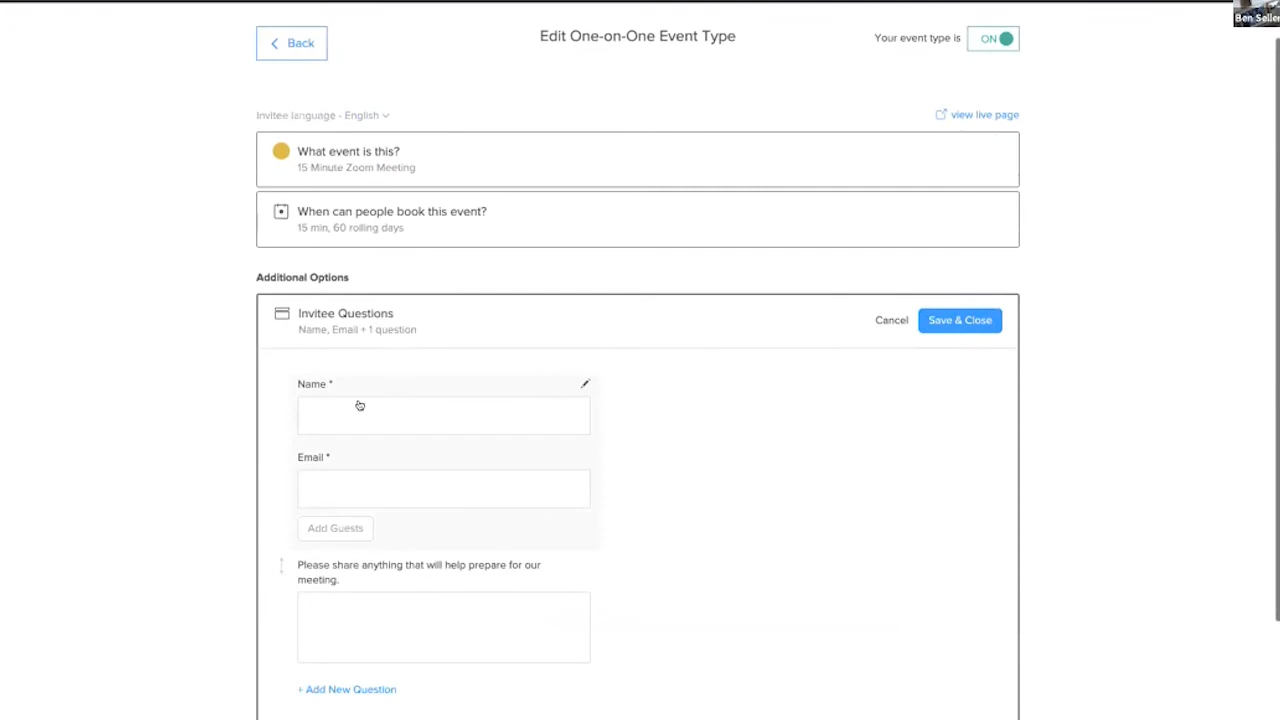 Ben Seller
Back
Edit One-on-One Event Type
Your event type is
ON
Invitee language - English
view live page
What event is this?
15 Minute Zoom Meeting
When can people book this event?
15 min, 60 rolling days
Additional Options
Invitee Questions
Name, Email + 1 question
Cancel
Save & Close
Name *
Email *
Add Guests
Please share anything that will help prepare for our
meeting.
+ Add New Question